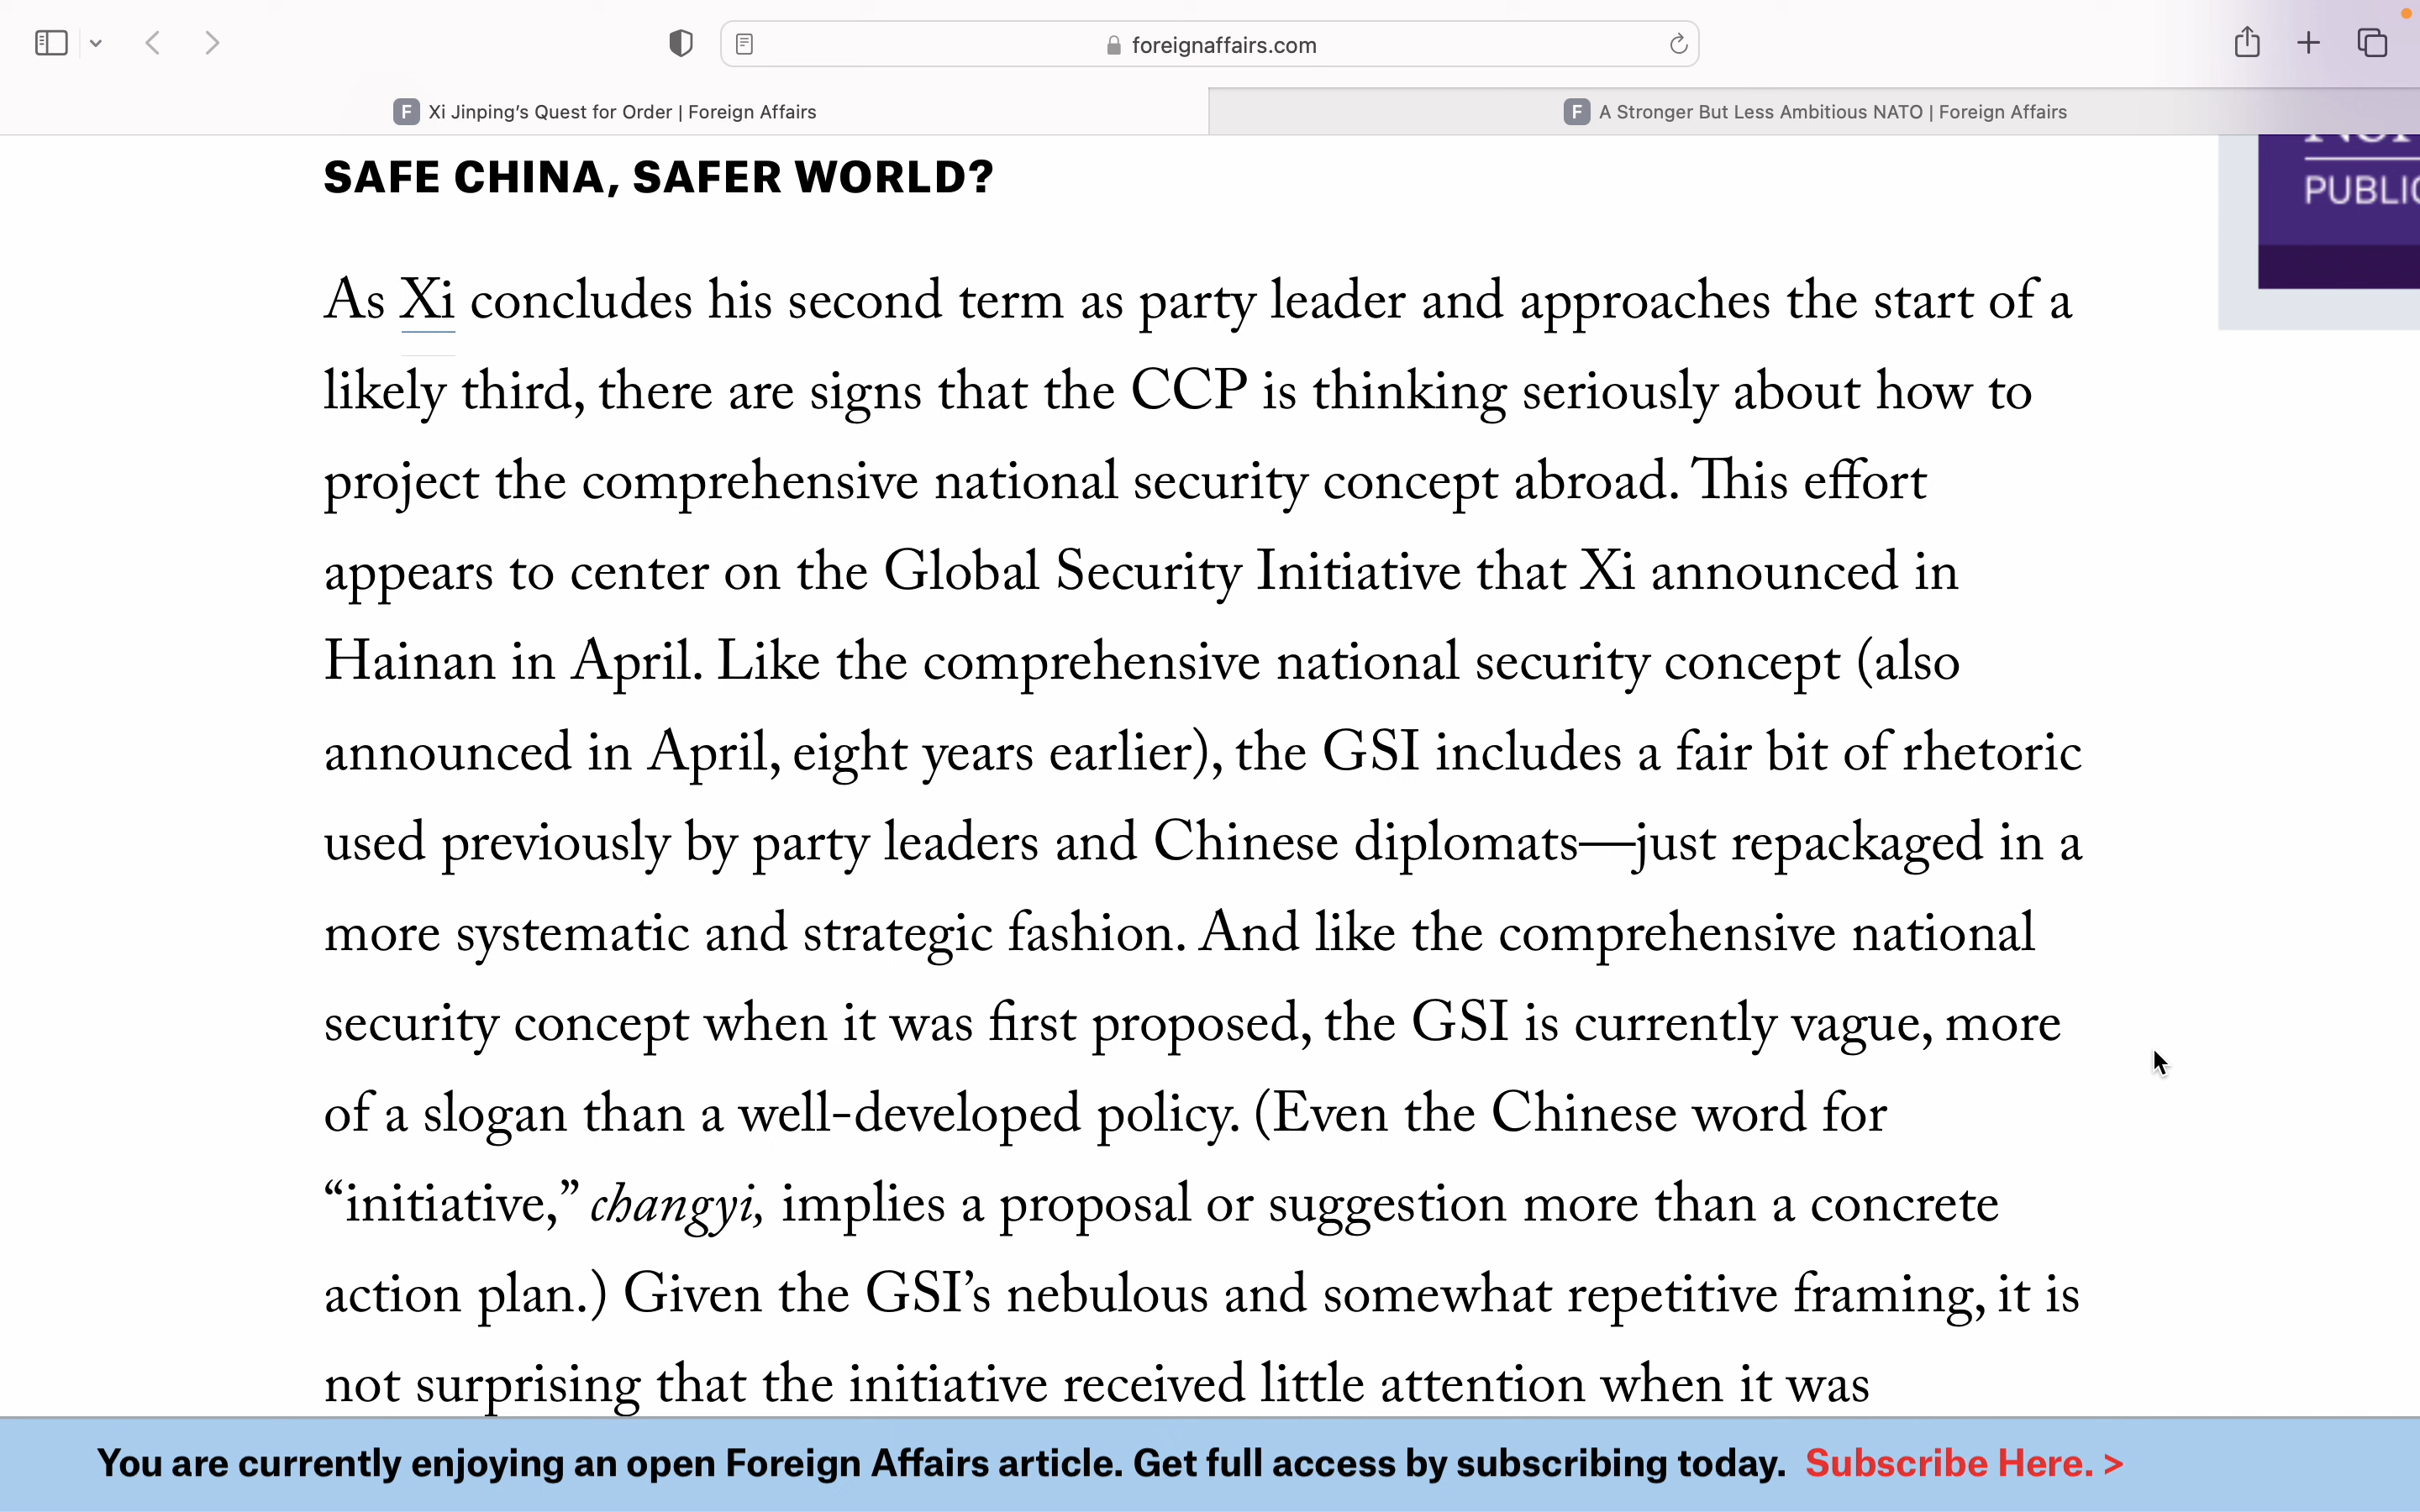 foreignaffairs.com
F Xi Jinping's Quest for Order | Foreign Affairs
F A Stronger But Less Ambitious NATO | Foreign Affairs
SAFE CHINA, SAFER WORLD?
As Xi concludes his second term as party leader and approaches the start of a
likely third, there are signs that the CCP is thinking seriously about how to
project the comprehensive national security concept abroad. This effort
appears to center on the Global Security Initiative that Xi announced in
Hainan in April. Like the comprehensive national security concept (also
announced in April, eight years earlier), the GSI includes a fair bit of rhetoric
used previously by party leaders and Chinese diplomats—just repackaged in a
more systematic and strategic fashion. And like the comprehensive national
security concept when it was first proposed, the GSI is currently vague, more
of a slogan than a well-developed policy. (Even the Chinese word for
“initiative,” changyi, implies a proposal or suggestion more than a concrete
action plan.) Given the GSI’s nebulous and somewhat repetitive framing, it is
not surprising that the initiative received little attention when it was
You are currently enjoying an open Foreign Affairs article. Get full access by subscribing today. Subscribe Here. >